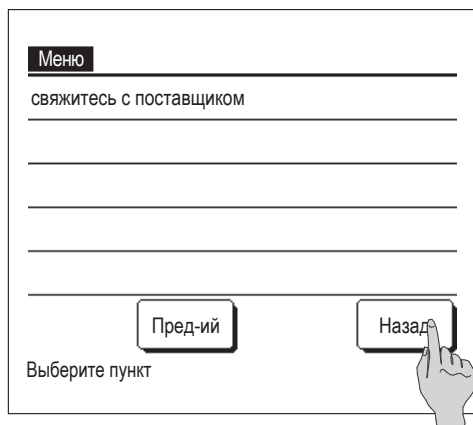 Меню
свяжитесь с поставщиком
Пред-ий
Назад
Выберите пункт